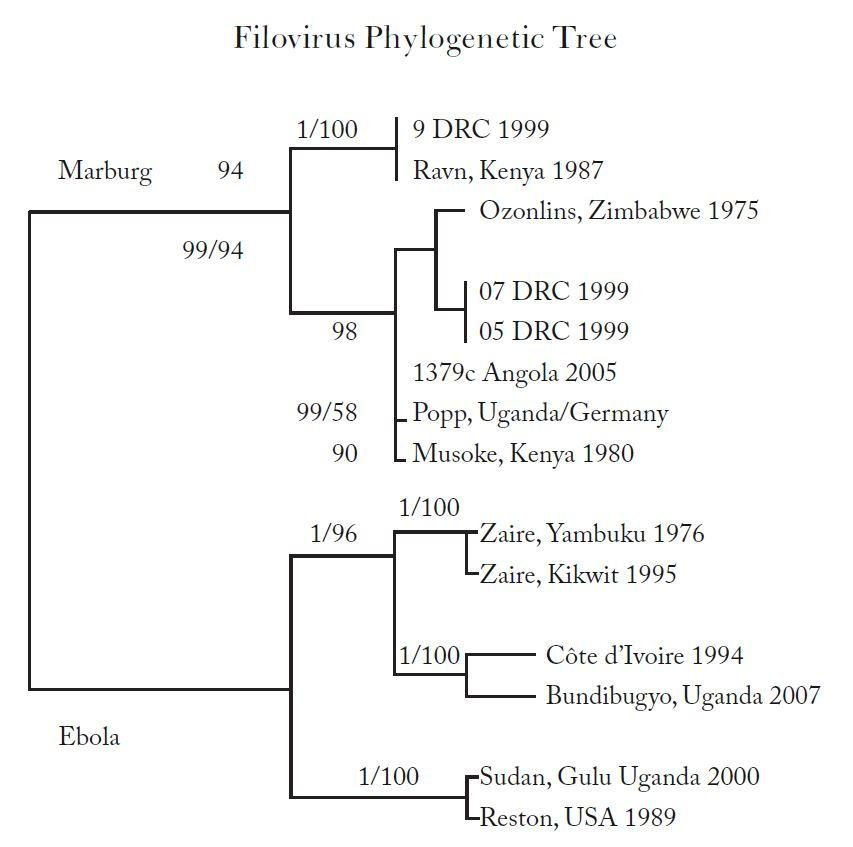 Filovirus Phylogenetic Tree
1/100
9 DRC 1999
Marburg
94
Ravn, Kenya 1987
Ozonlins, Zimbabwe 1975
99/94
07 DRC 1999
98
05 DRC 1999
1379c Angola 2005
99/58
Popp, Uganda/Germany
90
Musoke, Kenya 1980
1/100
1/96
Zaire, Yambuku 1976
Zaire, Kikwit 1995
1/100
Côte d'Ivoire 1994
Bundibugyo, Uganda 2007
Ebola
1/100
Sudan, Gulu Uganda 2000
Reston, USA 1989